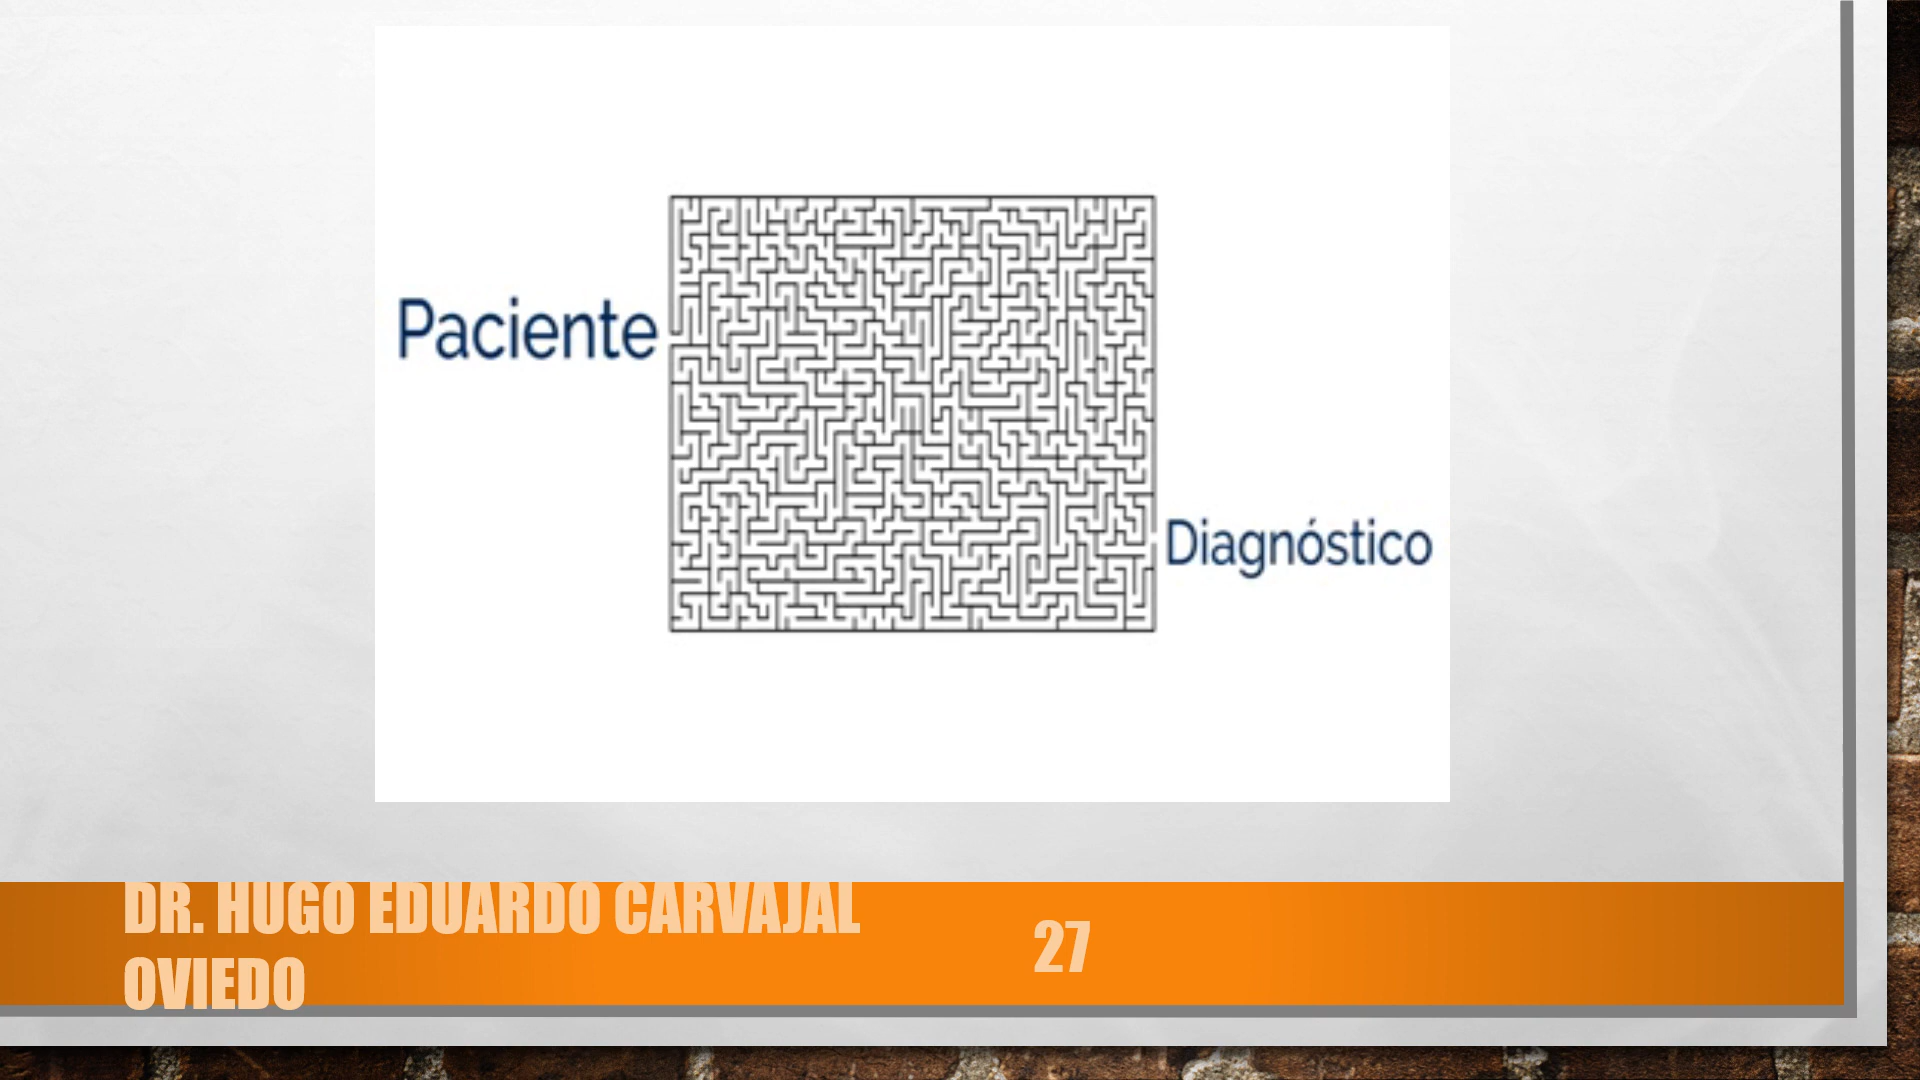 Paciente
Diagnóstico
DR. HUGO EDUARDO CARVAJAL
OVIEDO
27